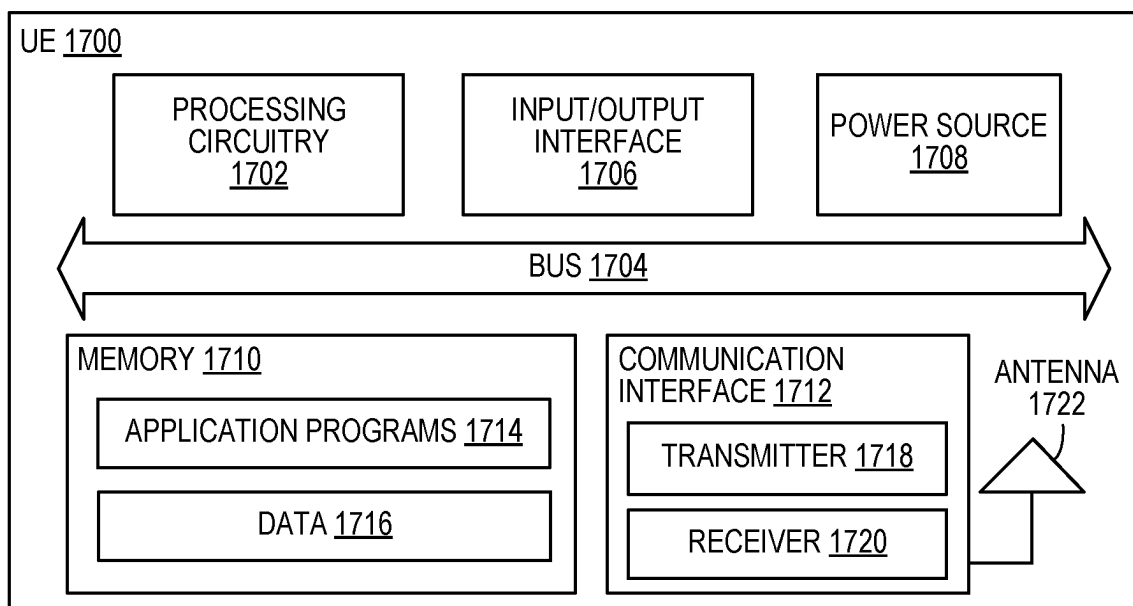 UE 1700
PROCESSING
CIRCUITRY
1702
INPUT/OUTPUT
INTERFACE
1706
POWER SOURCE
1708
BUS 1704
MEMORY 1710
APPLICATION PROGRAMS 1714
DATA 1716
COMMUNICATION
INTERFACE 1712
TRANSMITTER 1718
RECEIVER 1720
ANTENNA
1722